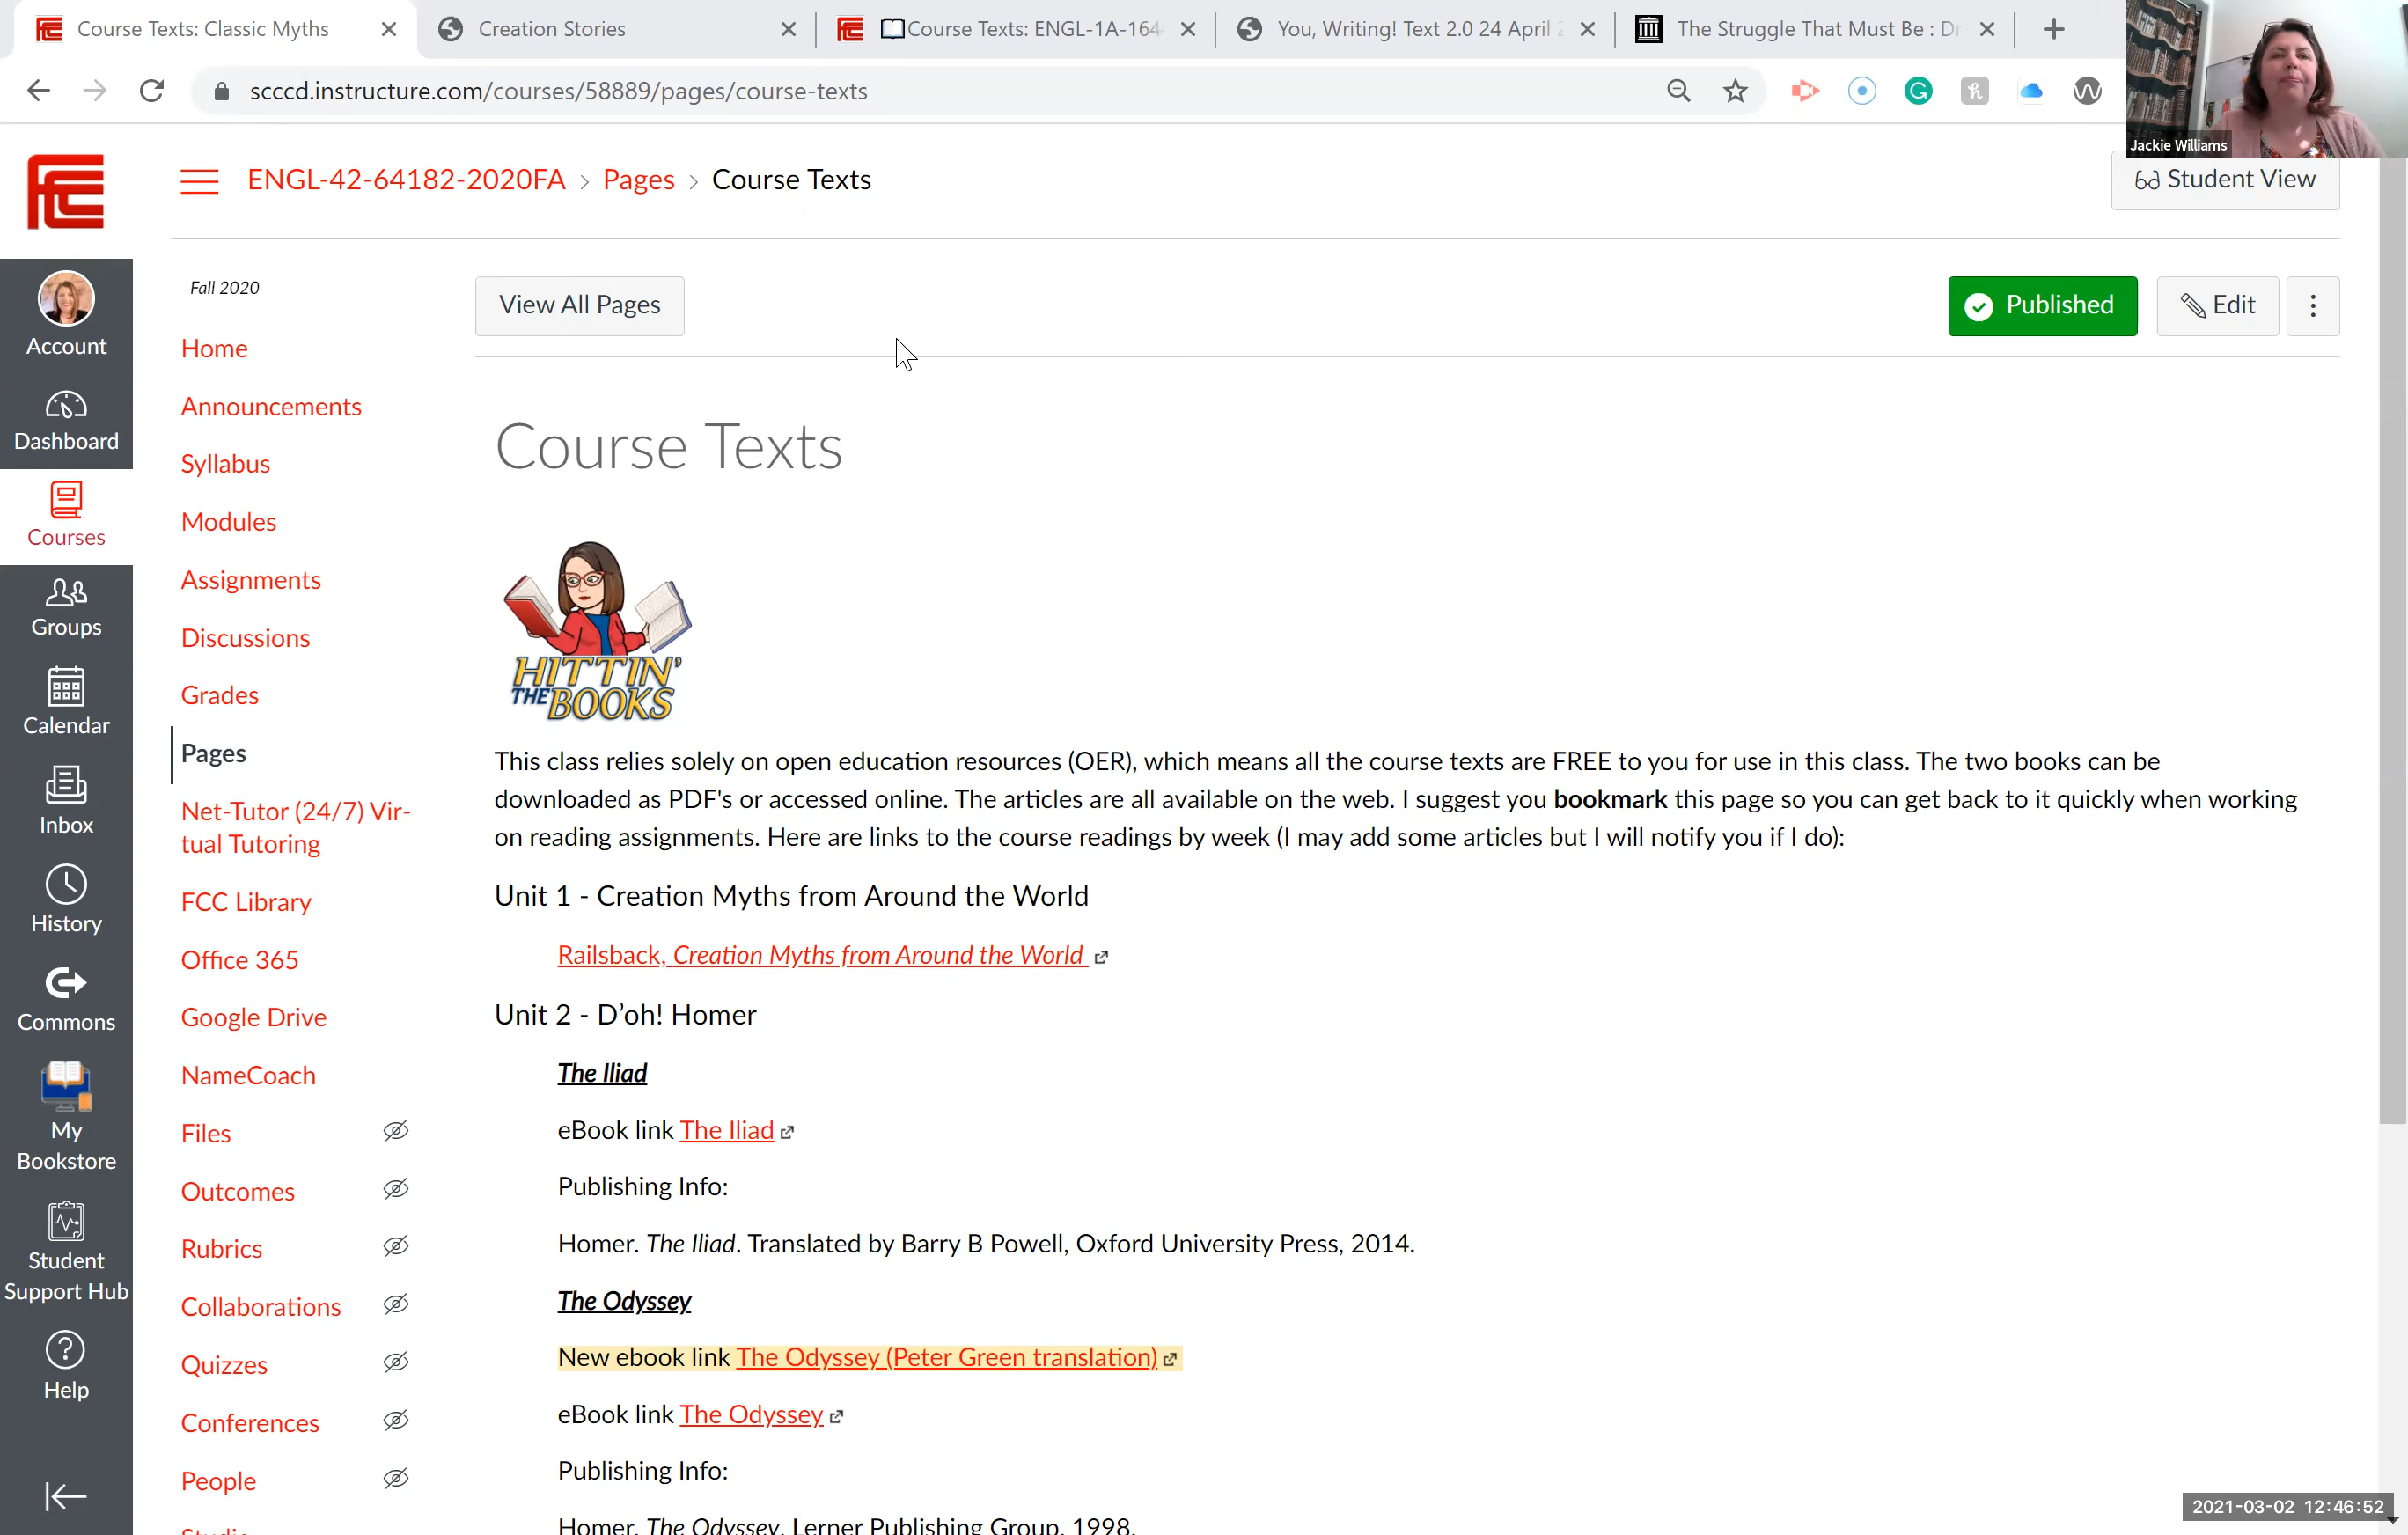 Course Texts: Classic Myths
Creation Stories
Course Texts: ENGL-1A-164
You, Writing! Text 2.0 24 April
The Struggle That Must Be : Dr
scccd.instructure.com/courses/58889/pages/course-texts
Jackie Williams
ENGL-42-64182-2020FA > Pages > Course Texts
Student View
Account
Dashboard
Courses
Groups
Calendar
Inbox
History
Commons
My
Bookstore
Student
Support Hub
Help
Fall 2020
Home
Announcements
Syllabus
Modules
Assignments
Discussions
Grades
Pages
Net-Tutor (24/7) Vir-
tual Tutoring
FCC Library
Office 365
Google Drive
NameCoach
Files
Outcomes
Rubrics
Collaborations
Quizzes
Conferences
People
View All Pages
Published
Edit
Course Texts
HITTIN'
THE BOOKS
This class relies solely on open education resources (OER), which means all the course texts are FREE to you for use in this class. The two books can be
downloaded as PDF's or accessed online. The articles are all available on the web. I suggest you bookmark this page so you can get back to it quickly when working
on reading assignments. Here are links to the course readings by week (I may add some articles but I will notify you if I do):
Unit 1 - Creation Myths from Around the World
Railsback, Creation Myths from Around the World
Unit 2 - D’oh! Homer
The Iliad
eBook link The Iliad
Publishing Info:
Homer. The Iliad. Translated by Barry B Powell, Oxford University Press, 2014.
The Odyssey
New ebook link The Odyssey (Peter Green translation)
eBook link The Odyssey
Publishing Info:
Homer. The Odyssey. Lerner Publishing Group, 1998.
2021-03-02 12:46:52